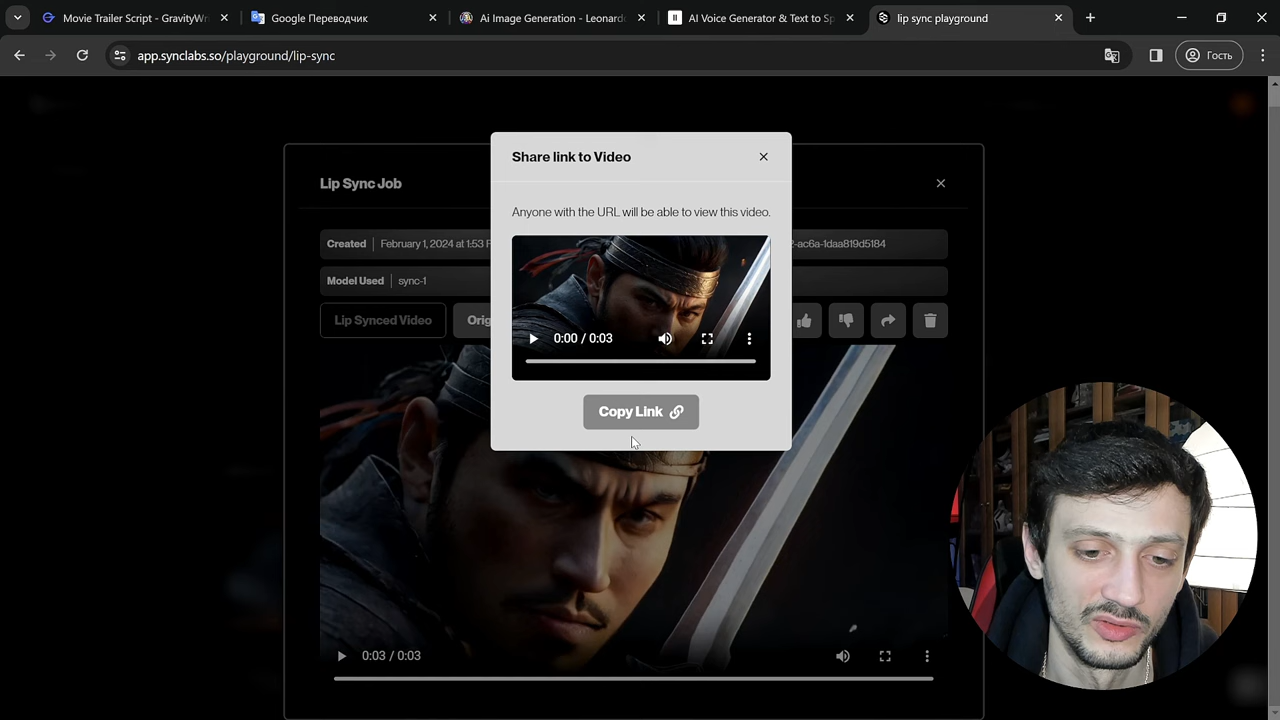 Movie Trailer Script - GravityWr
Google Переводчик
Ai Image Generation - Leonardo
AI Voice Generator & Text to Sp
lip sync playground
app.synclabs.so/playground/lip-sync
Гость
Share link to Video
Anyone with the URL will be able to view this video.
0:00 / 0:03
Copy Link
Lip Sync Job
Created
February 1, 2024 at 1:53 P
-ac6a-1daa819d5184
Model Used
sync-1
Lip Synced Video
Orig
0:03 / 0:03